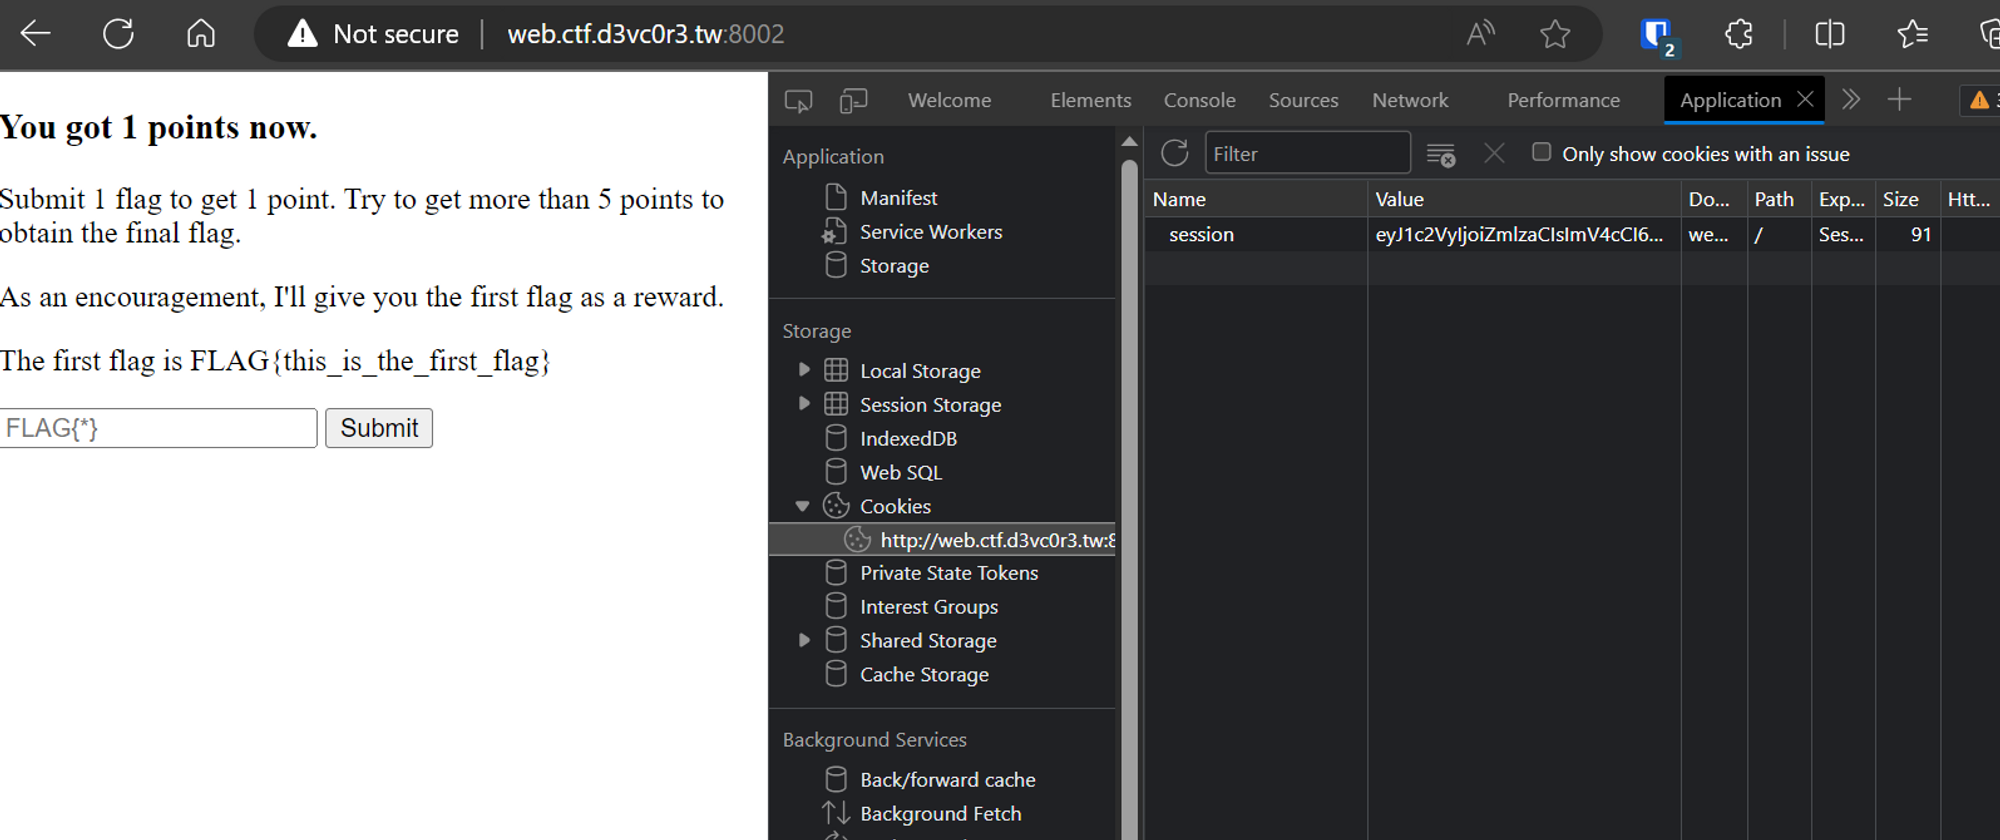 Not secure web.ctf.d3vc0r3.tw:8002
2
You got 1 points now.
Submit 1 flag to get 1 point. Try to get more than 5 points to
obtain the final flag.
As an encouragement, I'll give you the first flag as a reward.
The first flag is FLAG{this_is_the_first_flag}
FLAG{*} Submit
Welcome Elements Console Sources Network Performance Application
Application
Manifest
Service Workers
Storage
Storage
Local Storage
Session Storage
IndexedDB
Web SQL
Cookies
http://web.ctf.d3vc0r3.tw:8
Private State Tokens
Interest Groups
Shared Storage
Cache Storage
Background Services
Back/forward cache
Background Fetch
Filter Only show cookies with an issue
Name Value Do... Path Exp... Size Htt...
session eyJ1c2VyIjoiZmlzaCIsImV4cCI6... we... / Ses... 91